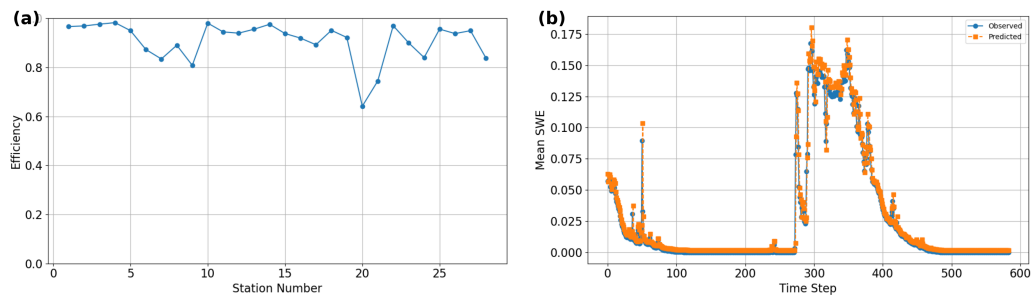 (a)
1.0
0.8
0.6
0.4
0.2
0.0
Efficiency
0 5 10 15 20 25
Station Number
(b)
0.175
0.150
0.125
0.100
0.075
0.050
0.025
0.000
Mean SWE
Observed
Predicted
0 100 200 300 400 500 600
Time Step